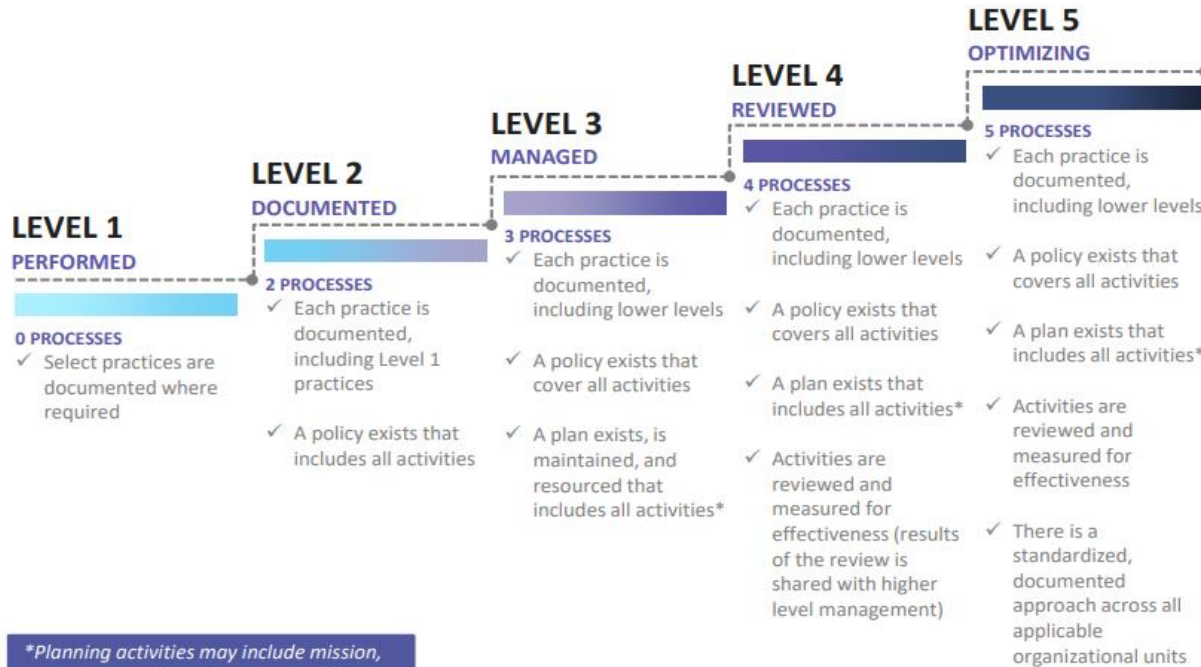 LEVEL 1
PERFORMED
0 PROCESSES
✓ Select practices are
documented where
required
LEVEL 2
DOCUMENTED
2 PROCESSES
✓ Each practice is
documented,
including Level 1
practices
✓ A policy exists that
includes all activities
LEVEL 3
MANAGED
3 PROCESSES
✓ Each practice is
documented,
including lower levels
✓ A policy exists that
cover all activities
✓ A plan exists, is
maintained, and
resourced that
includes all activities*
LEVEL 4
REVIEWED
4 PROCESSES
✓ Each practice is
documented,
including lower levels
✓ A policy exists that
covers all activities
✓ A plan exists that
includes all activities*
✓ Activities are
reviewed and
measured for
effectiveness (results
of the review is
shared with higher
level management)
LEVEL 5
OPTIMIZING
5 PROCESSES
✓ Each practice is
documented,
including lower levels
✓ A policy exists that
covers all activities
✓ A plan exists that
includes all activities*
✓ Activities are
reviewed and
measured for
effectiveness
✓ There is a
standardized,
documented
approach across all
applicable
organizational units
*Planning activities may include mission,